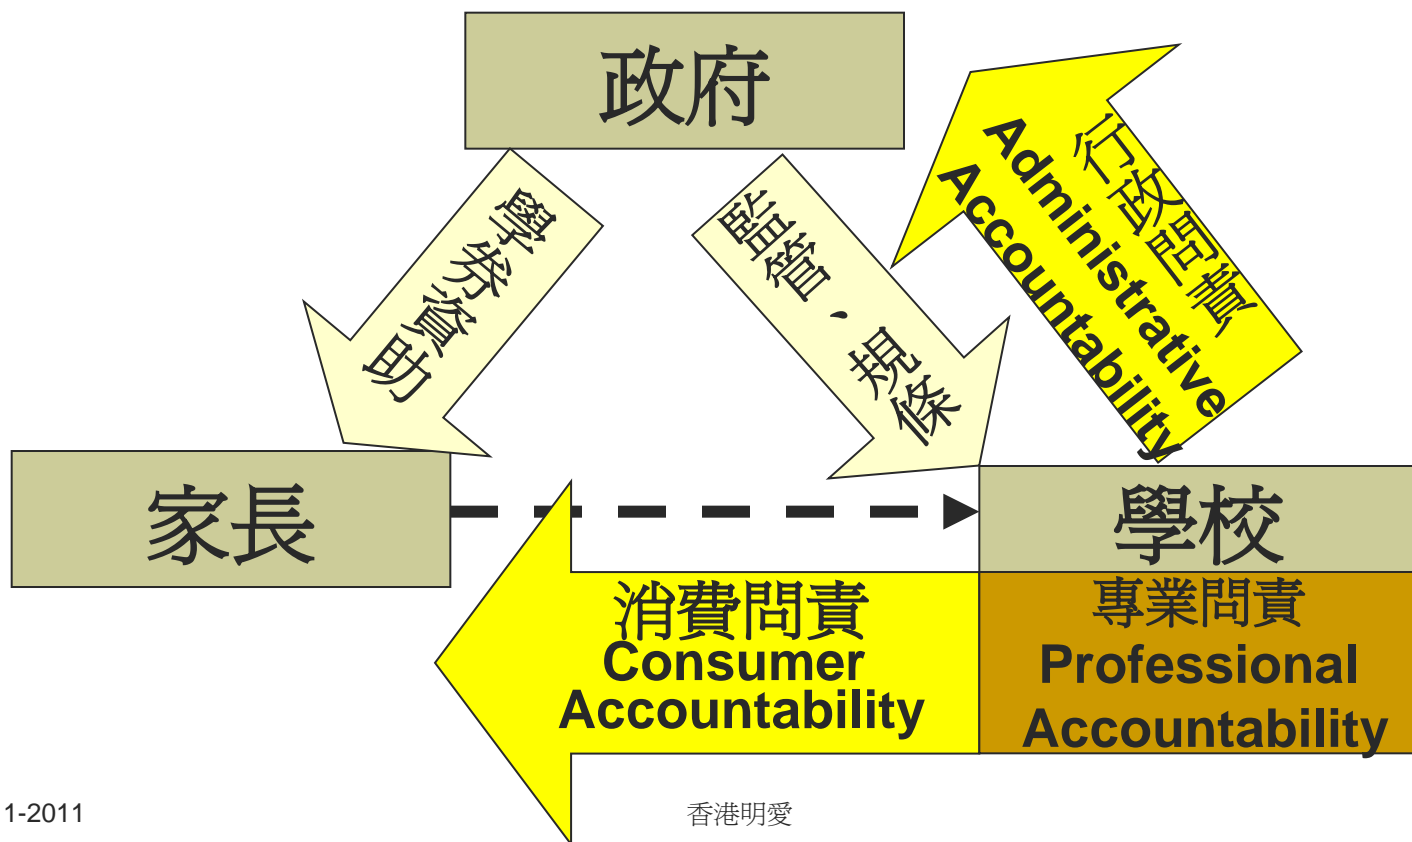 政府
學券資助
監管、規條
行政問責
Administrative
Accountability
家長
學校
消費問責
Consumer
Accountability
專業問責
Professional
Accountability
1-2011
香港明愛